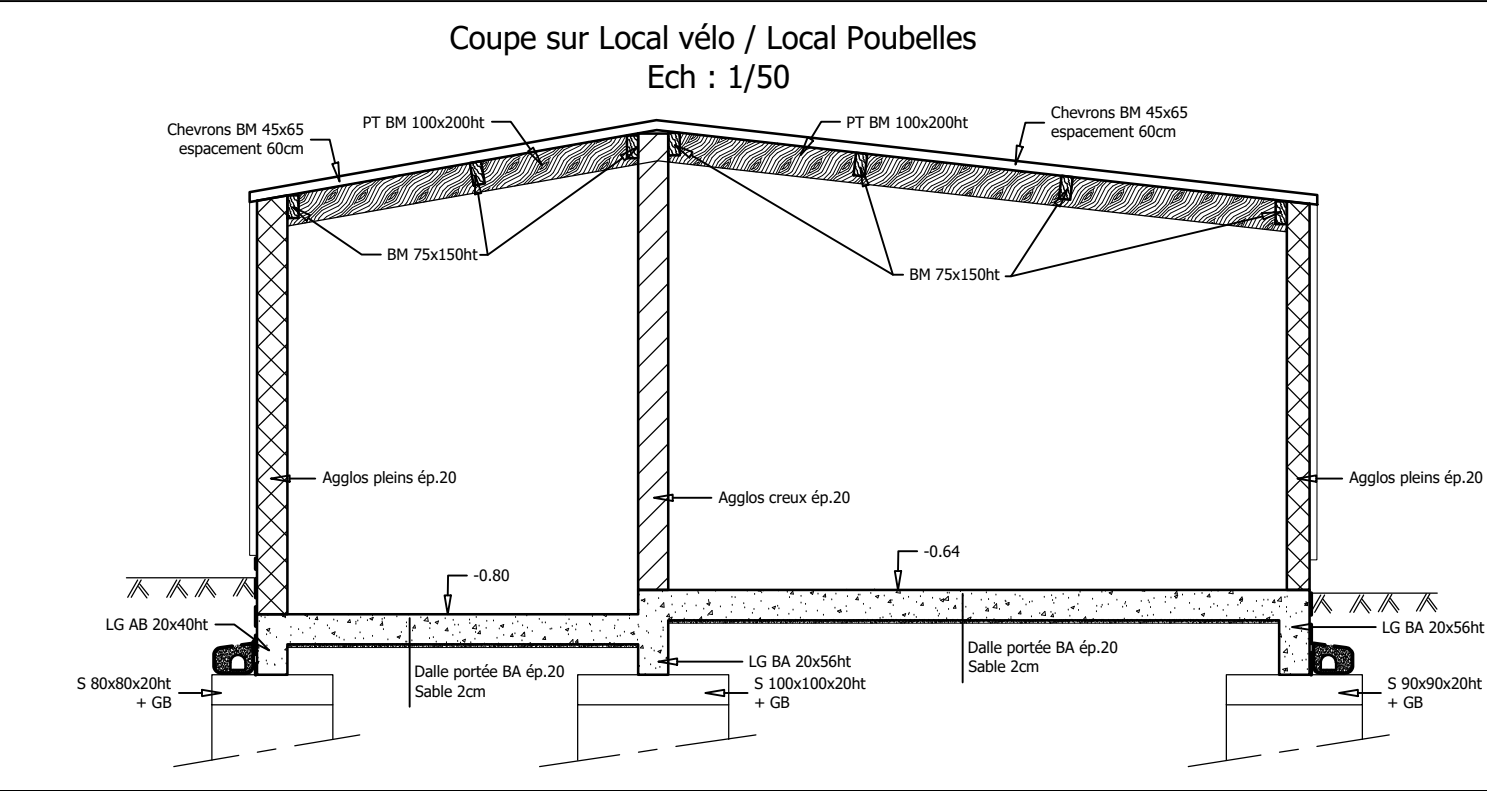 Coupe sur Local vélo / Local Poubelles
Ech : 1/50
Chevrons BM 45x65
espacement 60cm
PT BM 100x200ht
PT BM 100x200ht
Chevrons BM 45x65
espacement 60cm
BM 75x150ht
BM 75x150ht
Agglos pleins ép.20
Agglos creux ép.20
Agglos pleins ép.20
-0.80
-0.64
LG AB 20x40ht
LG BA 20x56ht
Dalle portée BA ép.20
Sable 2cm
LG BA 20x56ht
Dalle portée BA ép.20
Sable 2cm
S 80x80x20ht
+ GB
S 100x100x20ht
+ GB
S 90x90x20ht
+ GB